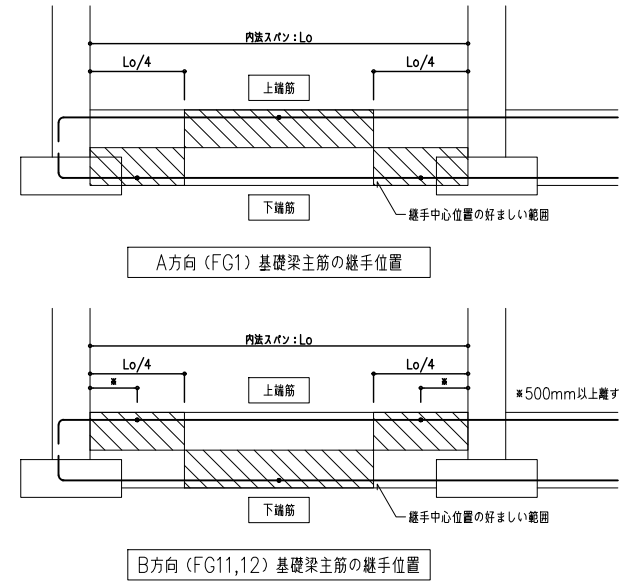 内法スパン：Lo
Lo/4
Lo/4
上端筋
下端筋
継手中心位置の好ましい範囲
A方向（FG1）基礎梁主筋の継手位置
内法スパン：Lo
Lo/4
Lo/4
※
上端筋
※
※500mm以上離す
下端筋
継手中心位置の好ましい範囲
B方向（FG11,12）基礎梁主筋の継手位置